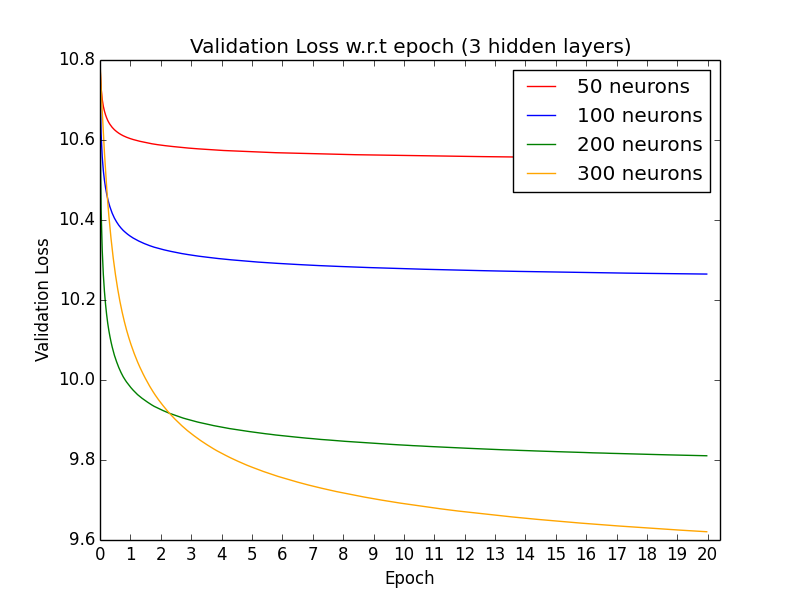 Validation Loss w.r.t epoch (3 hidden layers)
10.8
10.6
10.4
10.2
10.0
9.8
9.6
Validation Loss
50 neurons
100 neurons
200 neurons
300 neurons
0 1 2 3 4 5 6 7 8 9 10 11 12 13 14 15 16 17 18 19 20
Epoch